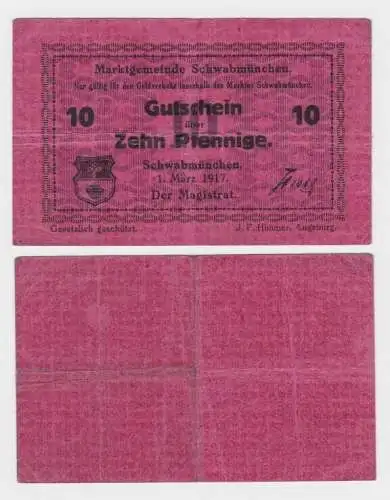 Marktgemeinde Schwabmünchen.
Nur gültig für den Geldverkehr innerhalb des Marktes Schwabmünchen.
10 Gutschein 10
über
Zehn Pfennige.
Schwabmünchen,
1. März 1917.
Der Magistrat.
Gesetzlich geschützt. J. P. Himmer, Augsburg.